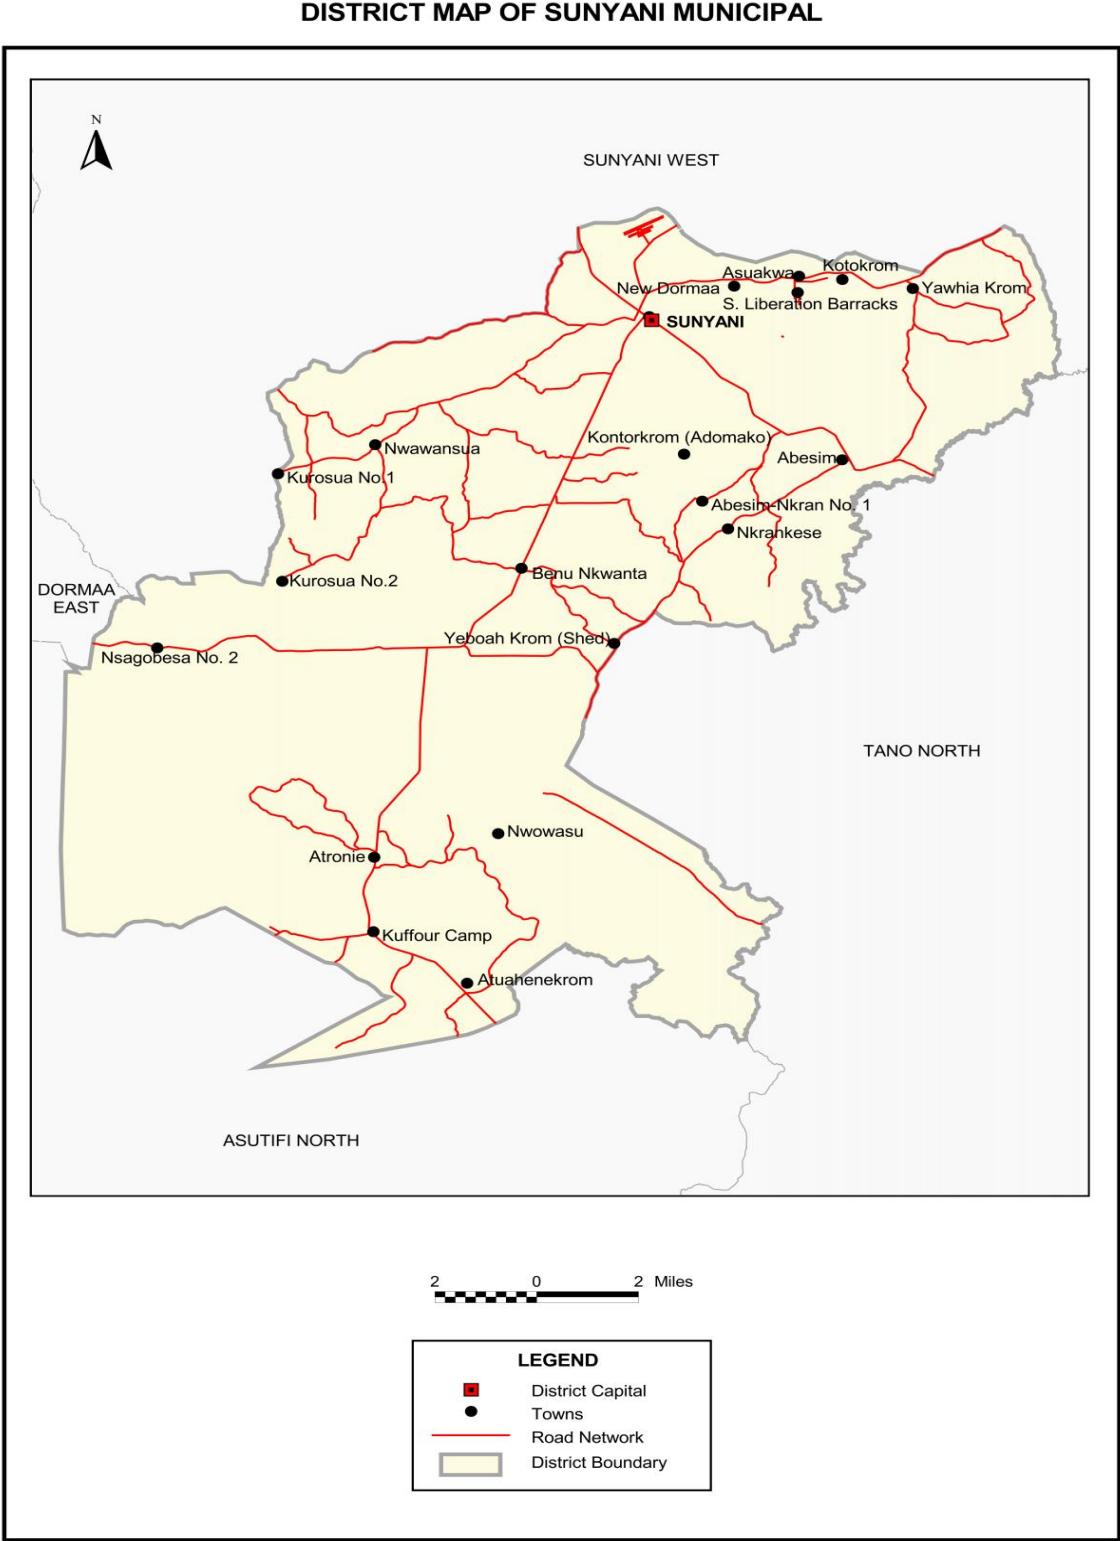 DISTRICT MAP OF SUNYANI MUNICIPAL
N
SUNYANI WEST
Asuakwa
Kotokrom
New Dormaa
Yawhia Krom
S. Liberation Barracks
SUNYANI
Kontorkrom (Adomako)
Nwawansua
Abesim
Kurosua No.1
Abesim-Nkran No. 1
Nkrankese
Benu Nkwanta
Kurosua No.2
DORMAA
EAST
Yeboah Krom (Shed)
Nsagobesa No. 2
TANO NORTH
Nwowasu
Atronie
Kuffour Camp
Atuahenekrom
ASUTIFI NORTH
2 0 2 Miles
LEGEND
District Capital
Towns
Road Network
District Boundary